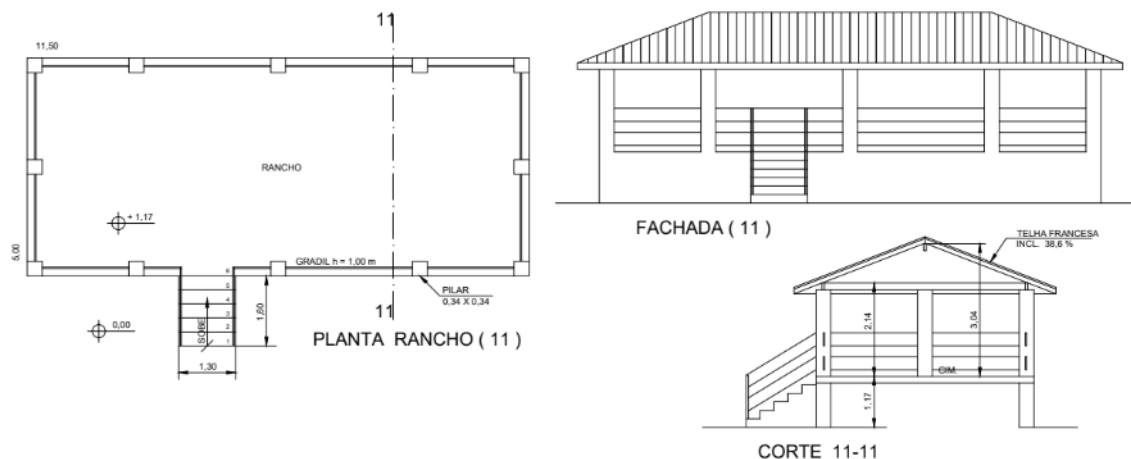 11
11,50
RANCHO
+ 1,17
5,00
GRADIL h = 1,00 m
6
5
4
3
2
1
SOBE
1,60
1,30
0,00
11
PILAR
0,34 X 0,34
PLANTA RANCHO ( 11 )
FACHADA ( 11 )
TELHA FRANCESA
INCL. 38,6 %
2,14
3,04
CIM.
1,17
CORTE 11-11